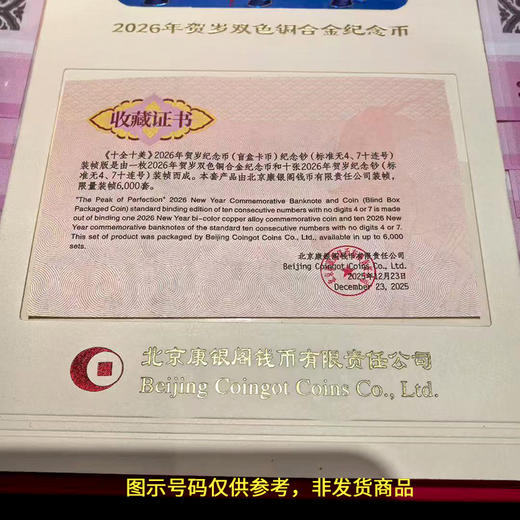 2026年贺岁双色铜合金纪念币
收藏证书
《十全十美》2026年贺岁纪念币(盲盒卡币)纪念钞(标准无4、7十连号)
装帧版是由一枚2026年贺岁双色铜合金纪念币和十张2026年贺岁纪念钞(标准
无4、7十连号)装帧而成。本套产品由北京康银阁钱币有限责任公司装帧,
限量装帧6,000套。
"The Peak of Perfection" 2026 New Year Commemorative Banknote and Coin (Blind Box
Packaged Coin) standard binding edition of ten consecutive numbers with no digits 4 or 7 is made
out of binding one 2026 New Year bi-color copper alloy commemorative coin and ten 2026 New
Year commemorative banknotes of the standard ten consecutive numbers with no digits 4 or 7.
This set of product was packaged by Beijing Coingot Coins Co., Ltd., available in up to 6,000
sets.
北京康银阁钱币有限责任公司
Beijing Coingot Coins Co., Ltd.
2025年12月23日
December 23, 2025
北京康银阁钱币有限责任公司
Beijing Coingot Coins Co., Ltd.
图示号码仅供参考，非发货商品